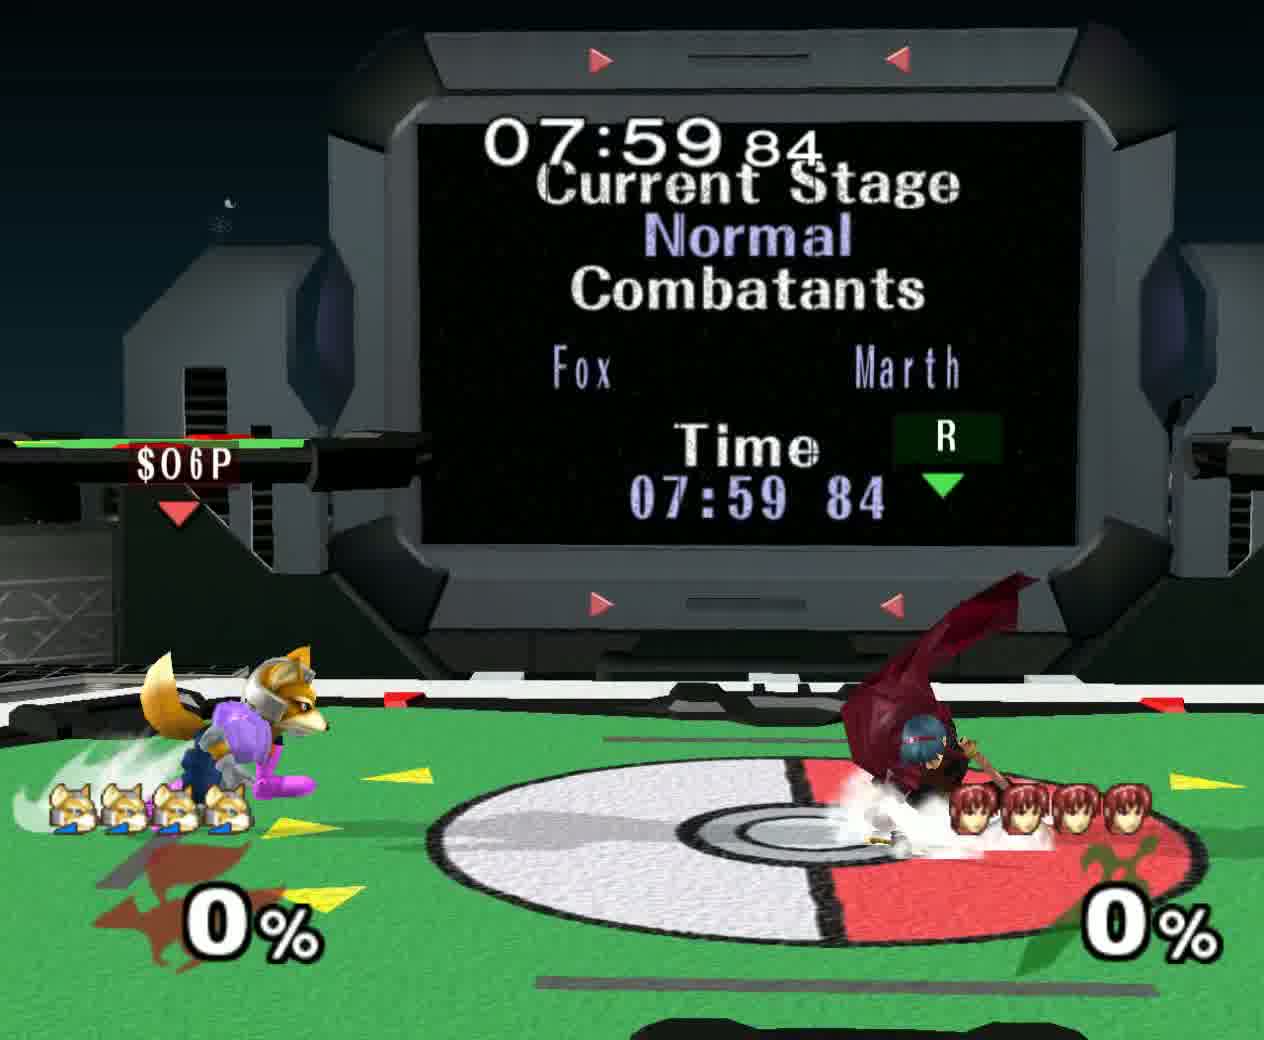 07:59 84
Current Stage
Normal
Combatants
Fox Marth
Time
R
07:59 84
$06P
0%
0%